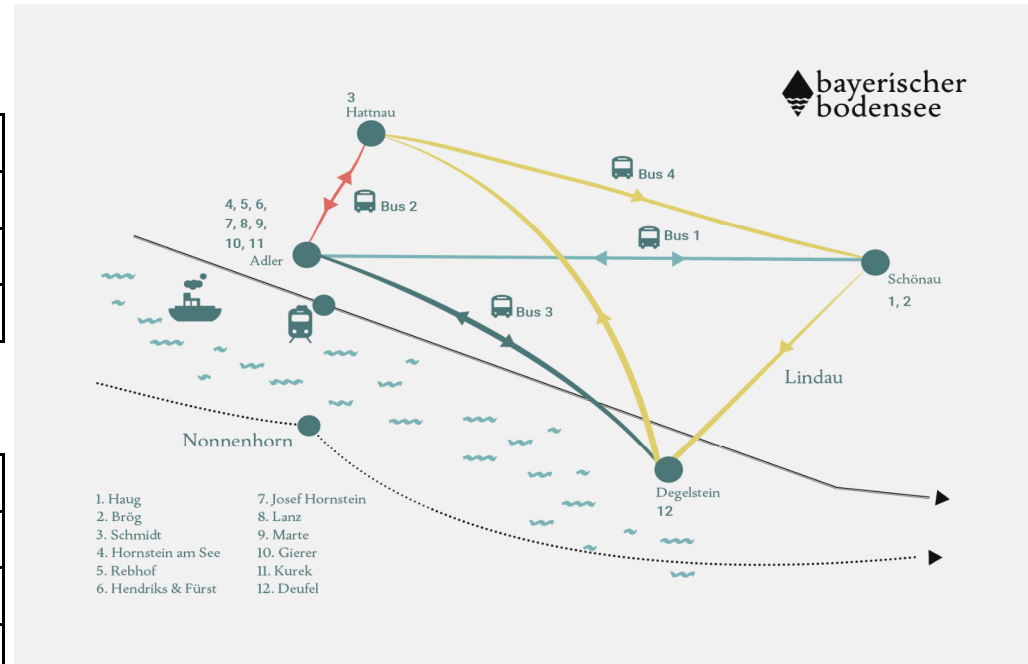 bayerischer
bodensee
3
Hattnau
Bus 4
4, 5, 6,
7, 8, 9,
10, 11
Adler
Bus 2
Bus 1
Schönau
1, 2
Bus 3
Lindau
Nonnenhorn
Degelstein
12
1. Haug
2. Brög
3. Schmidt
4. Hornstein am See
5. Rebhof
6. Hendriks & Fürst
7. Josef Hornstein
8. Lanz
9. Marte
10. Gierer
11. Kurek
12. Deufel